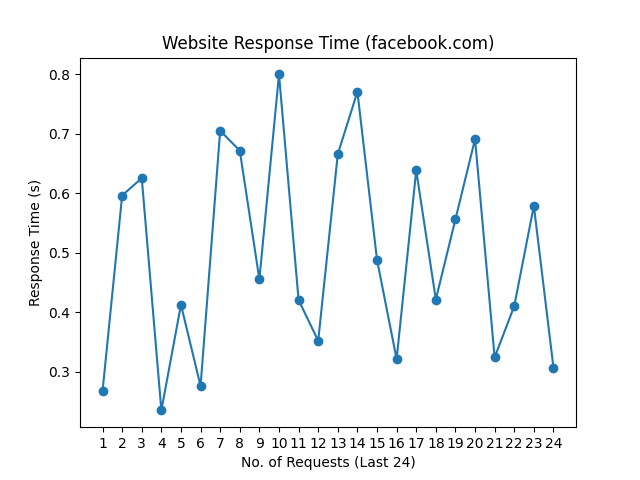 Website Response Time (facebook.com)
0.8
0.7
0.6
0.5
0.4
0.3
Response Time (s)
1 2 3 4 5 6 7 8 9 10 11 12 13 14 15 16 17 18 19 20 21 22 23 24
No. of Requests (Last 24)